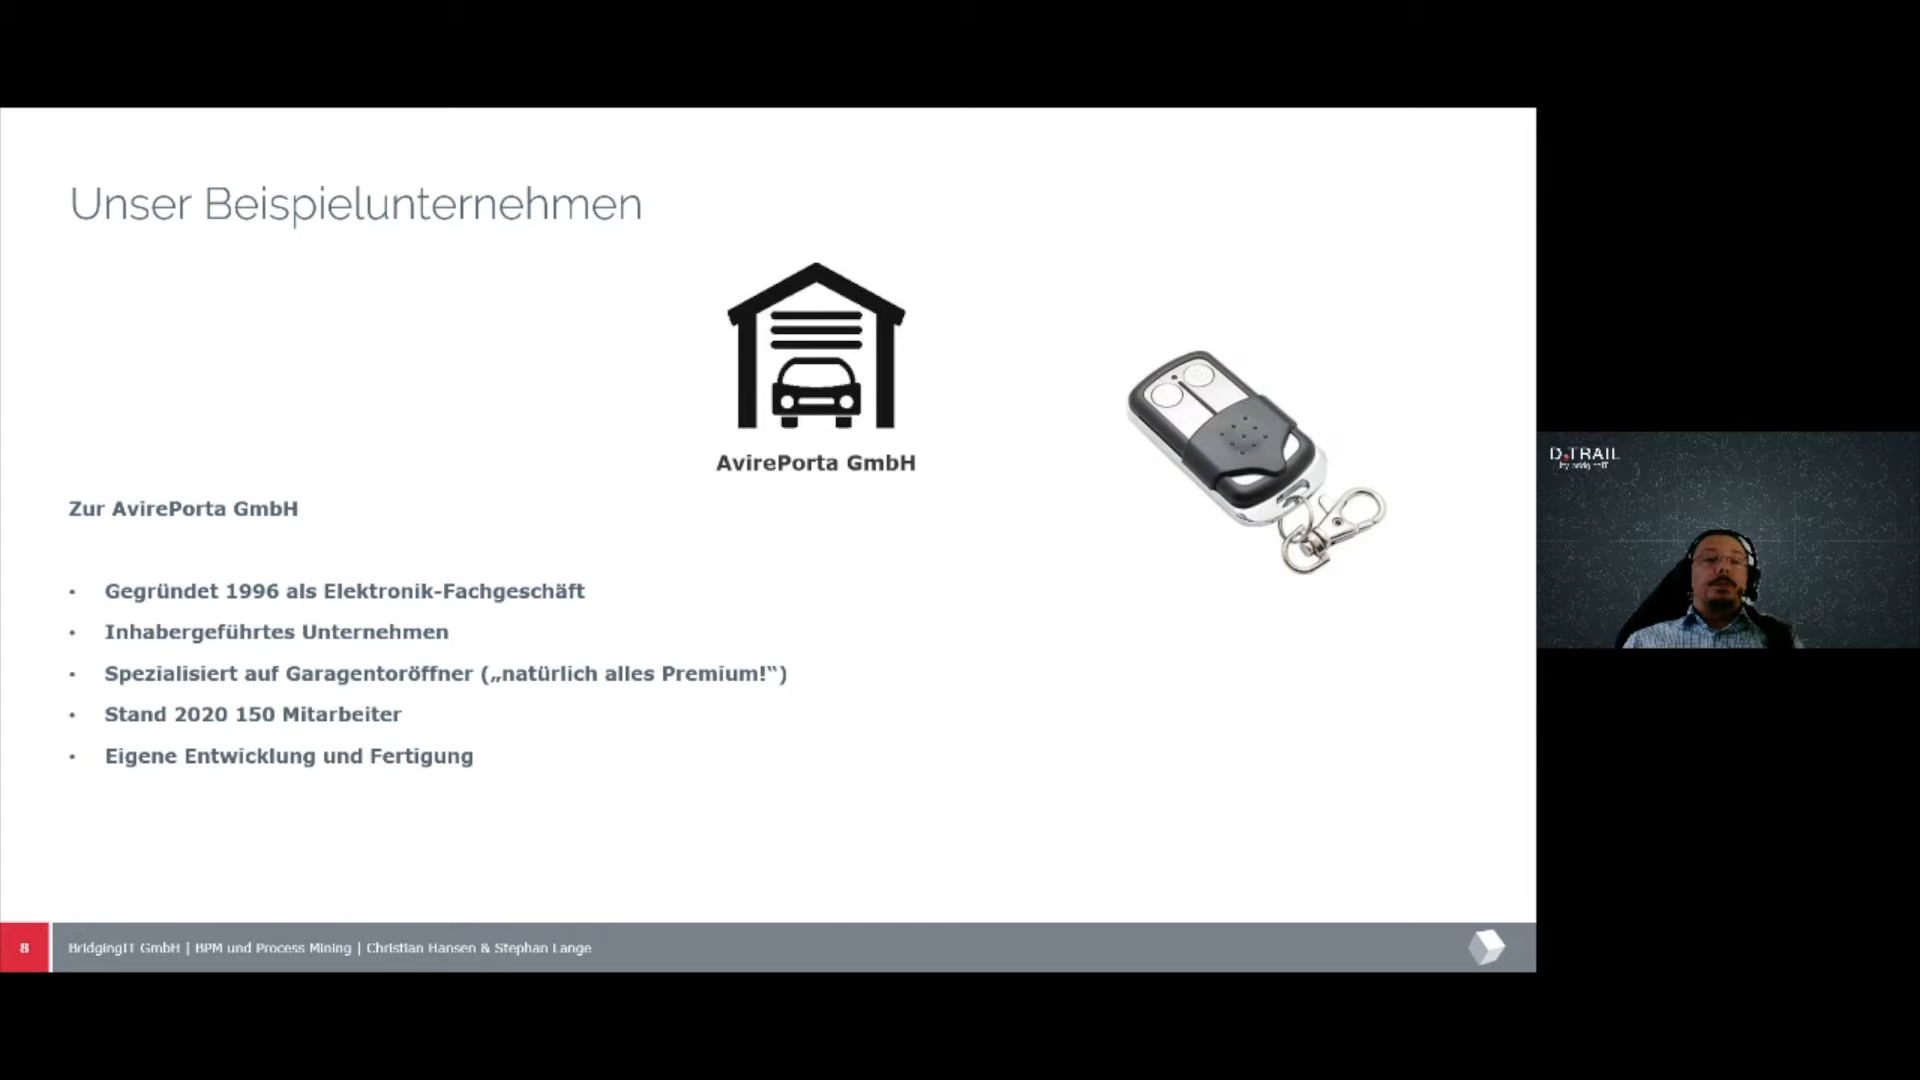 Unser Beispielunternehmen
AvirePorta GmbH
Zur AvirePorta GmbH
• Gegründet 1996 als Elektronik-Fachgeschäft
• Inhabergeführtes Unternehmen
• Spezialisiert auf Garagentoröffner („natürlich alles Premium!“)
• Stand 2020 150 Mitarbeiter
• Eigene Entwicklung und Fertigung
8
BridgingIT GmbH | BPM und Process Mining | Christian Hansen & Stephan Lange
D.TRAIL
by